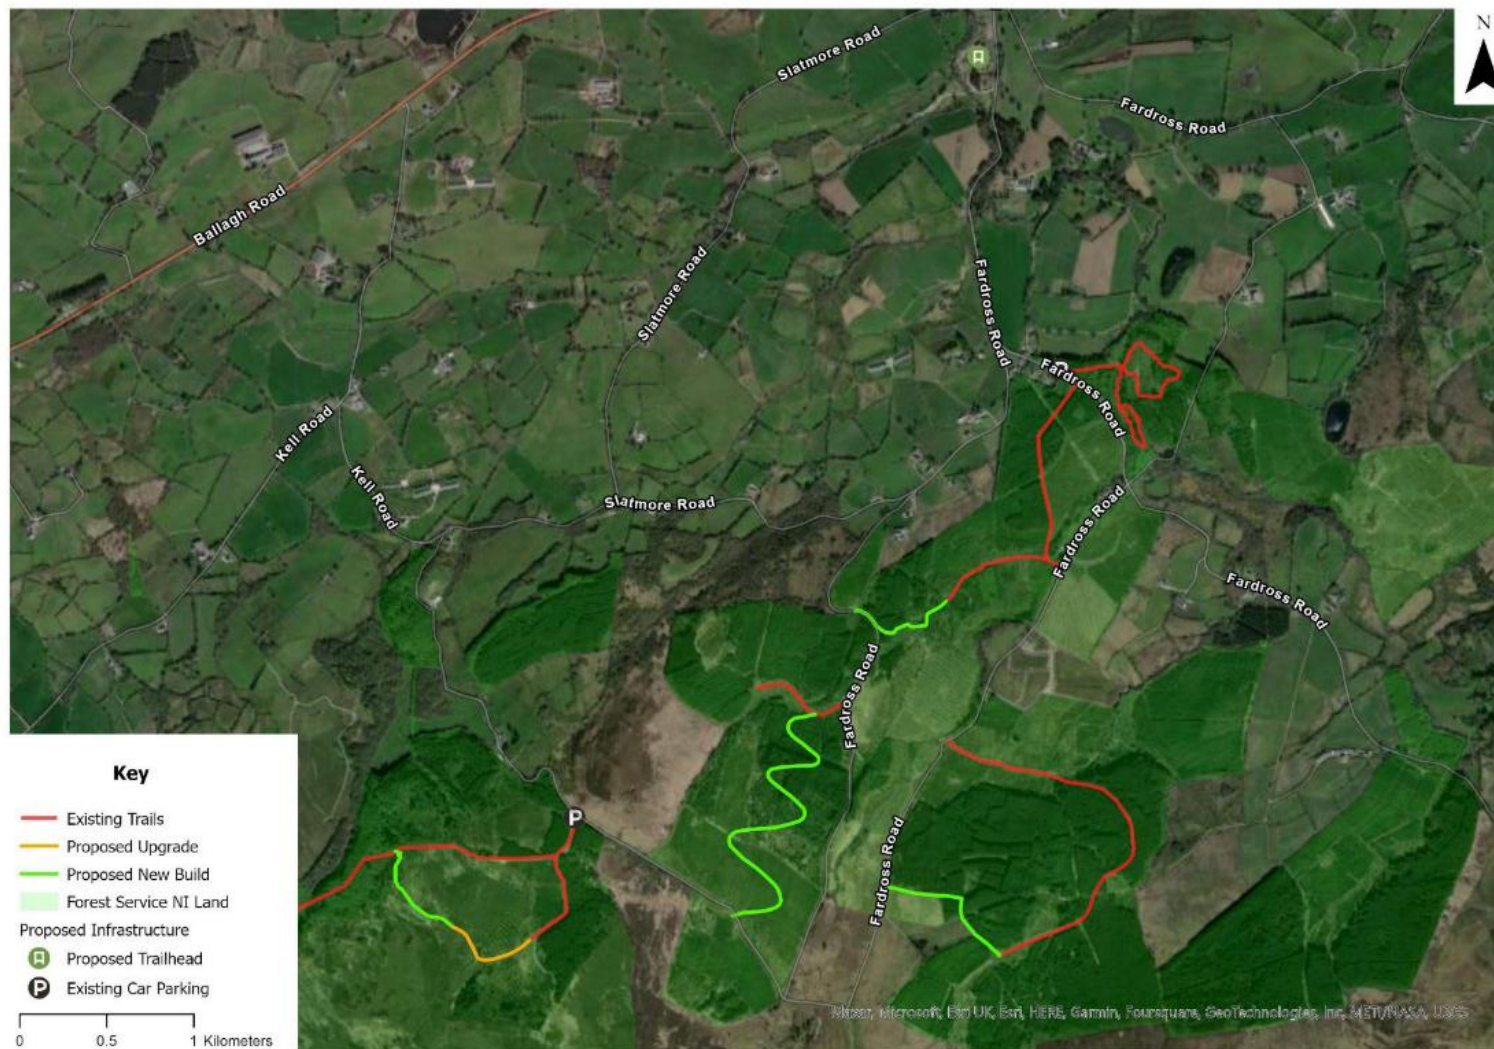 N
Slatmore Road
Fardross Road
Ballagh Road
Slatmore Road
Fardross Road
Fardross Road
Kell Road
Kell Road
Slatmore Road
Fardross Road
Fardross Road
Fardross Road
Fardross Road
P
Key
Existing Trails
Proposed Upgrade
Proposed New Build
Forest Service NI Land
Proposed Infrastructure
Proposed Trailhead
P Existing Car Parking
0 0.5 1 Kilometers
Maxar, Microsoft, Esri UK, Esri, HERE, Garmin, Foursquare, GeoTechnologies, Inc, METI/NASA, USGS